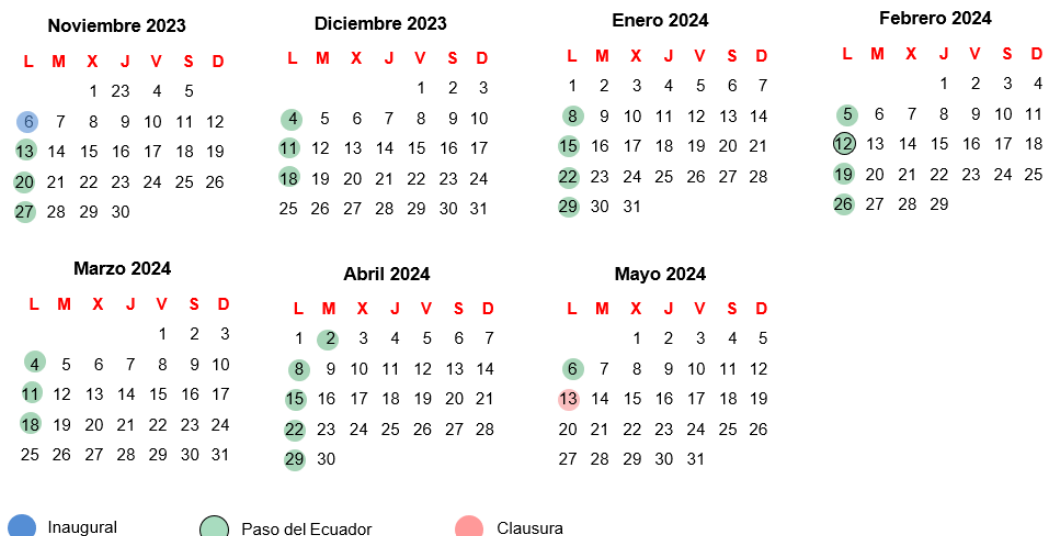 Noviembre 2023
L M X J V S D
1 23 4 5
6 7 8 9 10 11 12
13 14 15 16 17 18 19
20 21 22 23 24 25 26
27 28 29 30
Diciembre 2023
L M X J V S D
1 2 3
4 5 6 7 8 9 10
11 12 13 14 15 16 17
18 19 20 21 22 23 24
25 26 27 28 29 30 31
Enero 2024
L M X J V S D
1 2 3 4 5 6 7
8 9 10 11 12 13 14
15 16 17 18 19 20 21
22 23 24 25 26 27 28
29 30 31
Febrero 2024
L M X J V S D
1 2 3 4
5 6 7 8 9 10 11
12 13 14 15 16 17 18
19 20 21 22 23 24 25
26 27 28 29
Marzo 2024
L M X J V S D
1 2 3
4 5 6 7 8 9 10
11 12 13 14 15 16 17
18 19 20 21 22 23 24
25 26 27 28 29 30 31
Abril 2024
L M X J V S D
1 2 3 4 5 6 7
8 9 10 11 12 13 14
15 16 17 18 19 20 21
22 23 24 25 26 27 28
29 30
Mayo 2024
L M X J V S D
1 2 3 4 5
6 7 8 9 10 11 12
13 14 15 16 17 18 19
20 21 22 23 24 25 26
27 28 29 30 31
Inaugural
Paso del Ecuador
Clausura